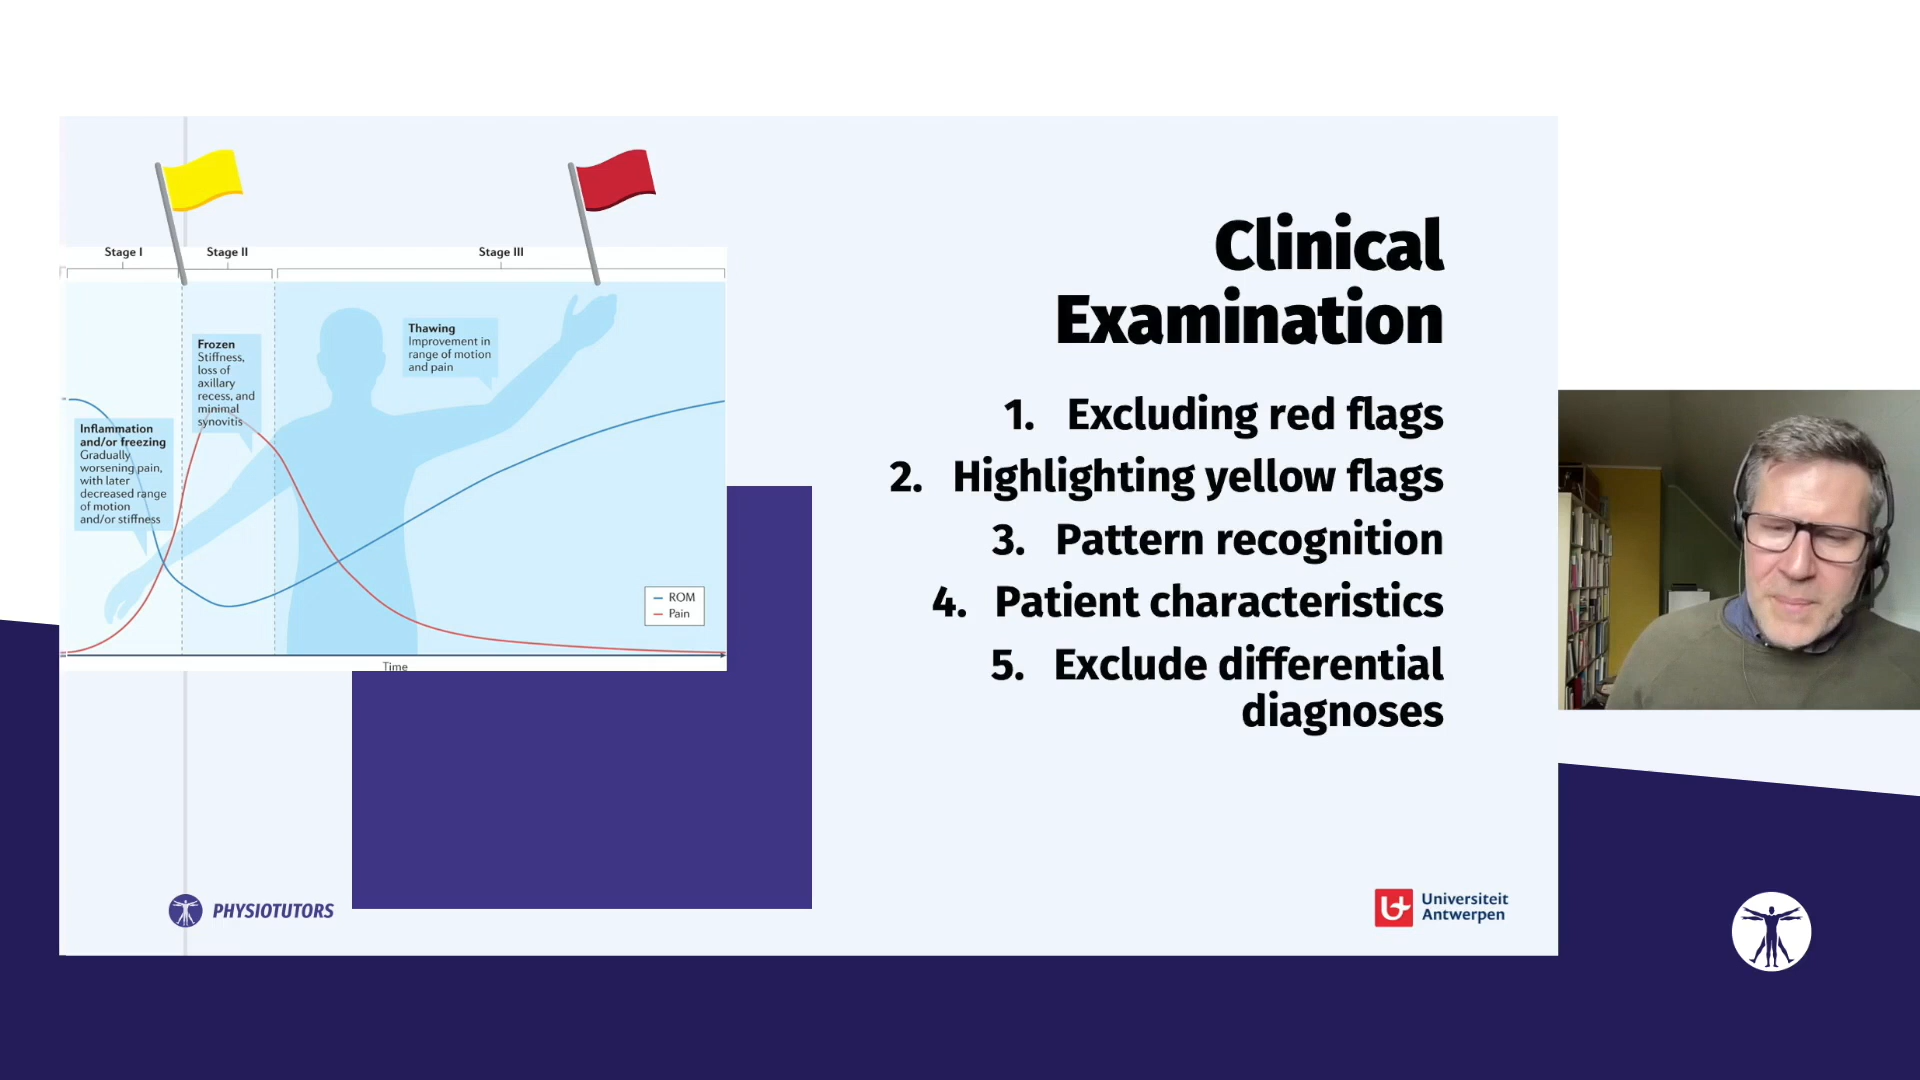 Stage I
Stage II
Stage III
Frozen
Stiffness,
loss of
axillary
recess, and
minimal
synovitis
Thawing
Improvement in
range of motion
and pain
Inflammation
and/or freezing
Gradually
worsening pain,
with later
decreased range
of motion
and/or stiffness
ROM
Pain
Time
Clinical
Examination
1. Excluding red flags
2. Highlighting yellow flags
3. Pattern recognition
4. Patient characteristics
5. Exclude differential
diagnoses
PHYSIOTUTORS
Universiteit
Antwerpen